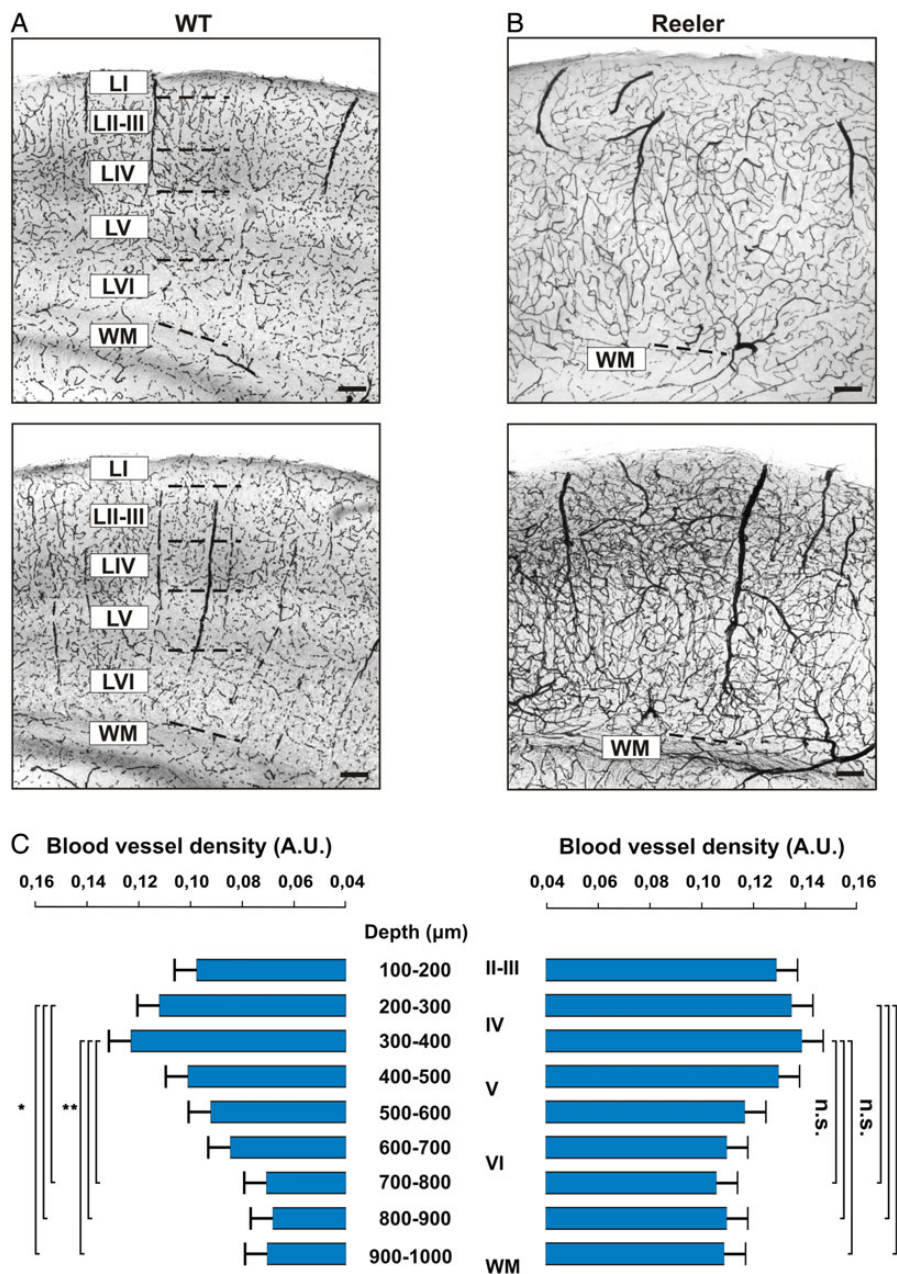 A
WT
LI
LII-III
LIV
LV
LVI
WM
LI
LII-III
LIV
LV
LVI
WM
B
Reeler
WM
WM
C
Blood vessel density (A.U.)
0,16 0,14 0,12 0,10 0,08 0,06 0,04
Blood vessel density (A.U.)
0,04 0,06 0,08 0,10 0,12 0,14 0,16
Depth (µm)
100-200 II-III
200-300
IV
300-400
400-500
V
500-600
600-700
VI
700-800
800-900
900-1000
WM
*
**
n.s.
n.s.